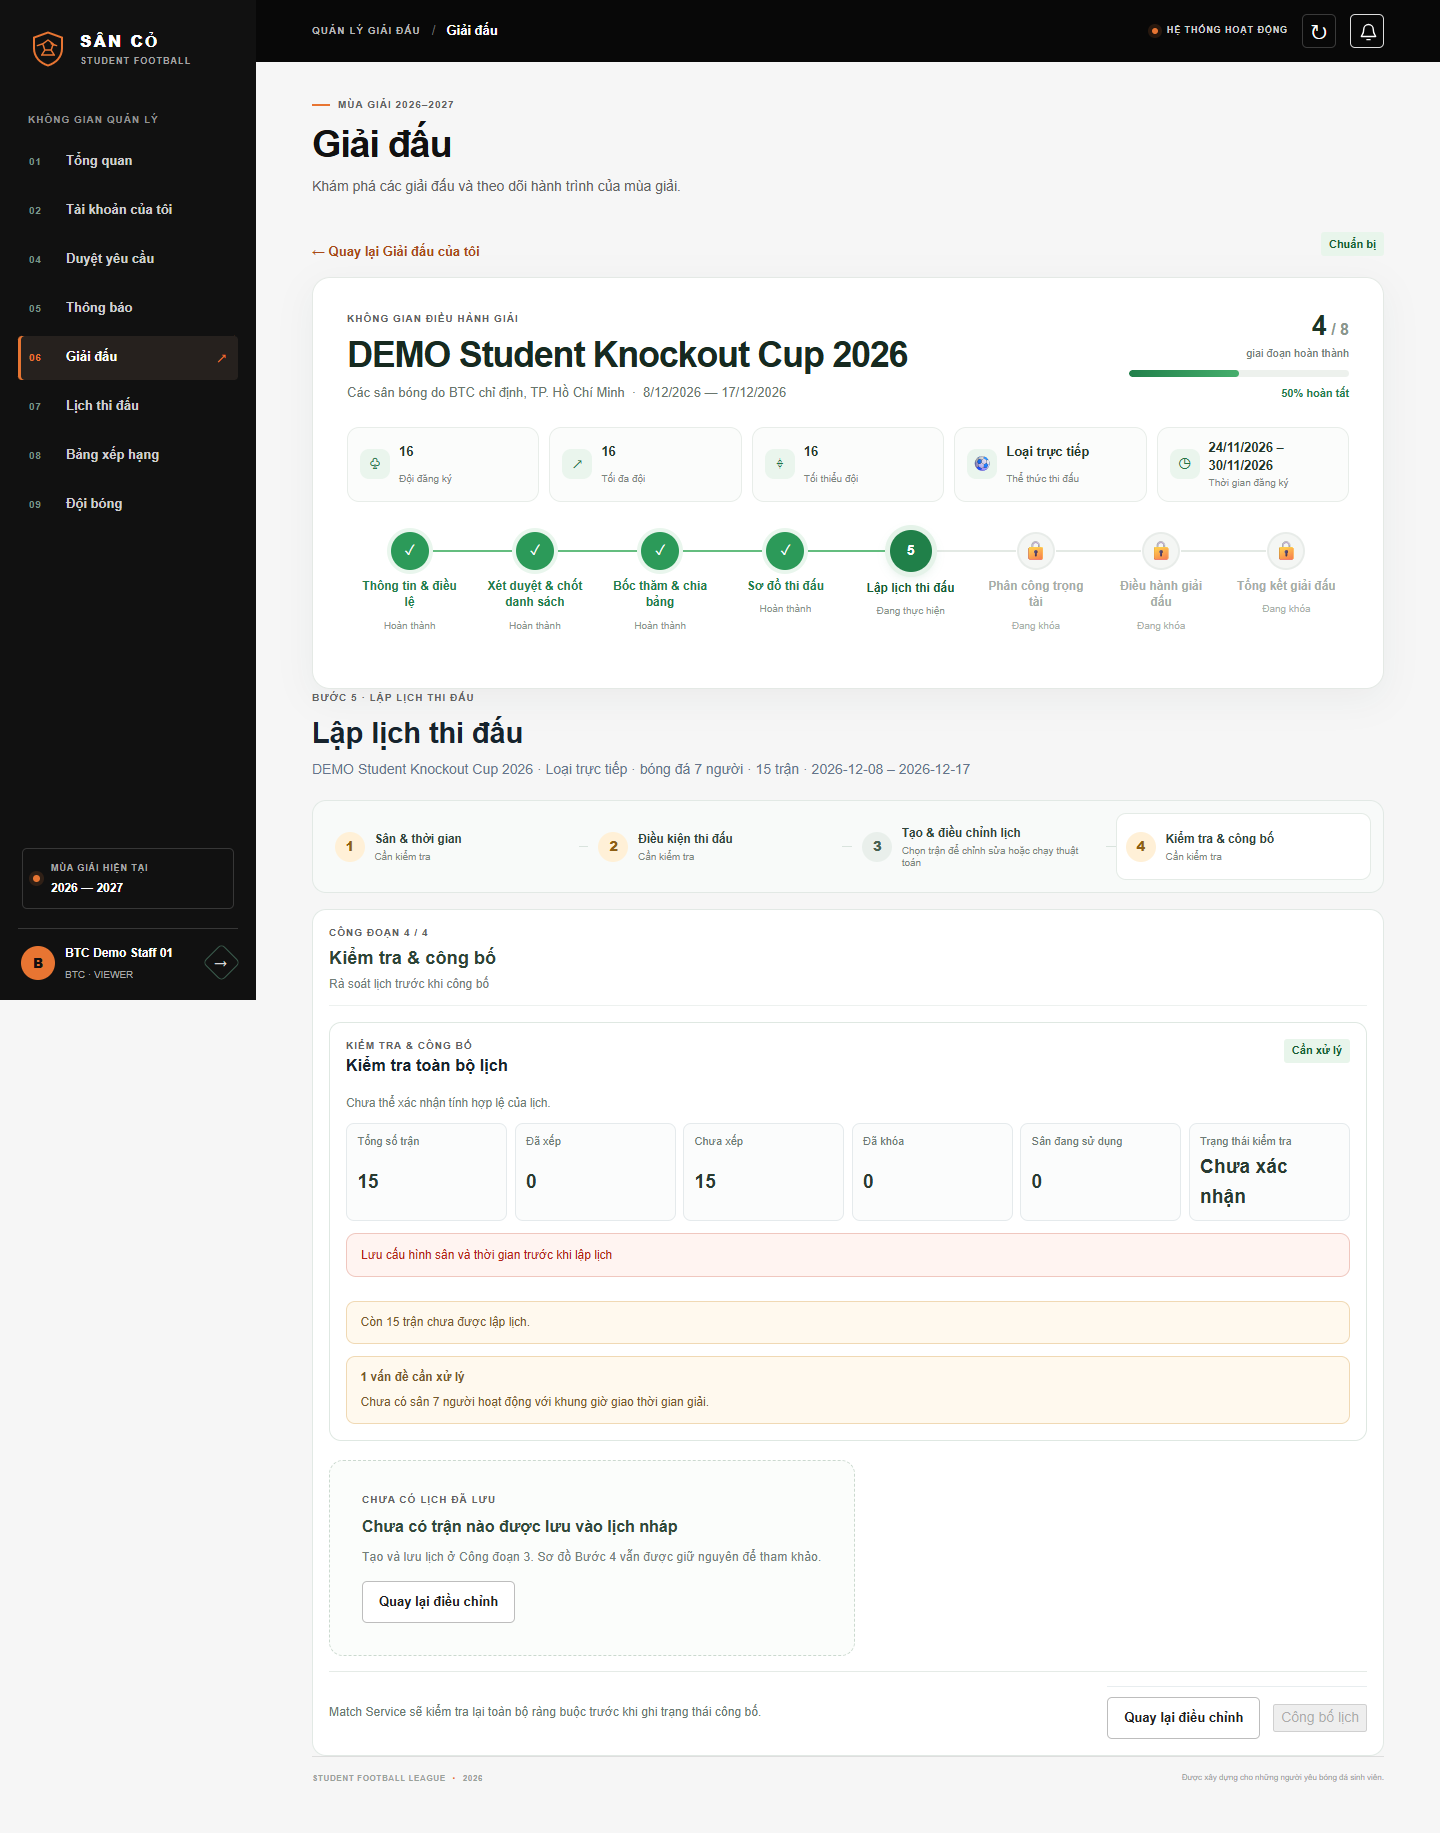 SÂN CỎ
STUDENT FOOTBALL
KHÔNG GIAN QUẢN LÝ
01 Tổng quan
02 Tài khoản của tôi
04 Duyệt yêu cầu
05 Thông báo
06 Giải đấu ↗
07 Lịch thi đấu
08 Bảng xếp hạng
09 Đội bóng
MÙA GIẢI HIỆN TẠI
2026 — 2027
B
BTC Demo Staff 01
BTC · VIEWER
→
QUẢN LÝ GIẢI ĐẤU / Giải đấu
HỆ THỐNG HOẠT ĐỘNG
MÙA GIẢI 2026–2027
Giải đấu
Khám phá các giải đấu và theo dõi hành trình của mùa giải.
← Quay lại Giải đấu của tôi
Chuẩn bị
KHÔNG GIAN ĐIỀU HÀNH GIẢI
DEMO Student Knockout Cup 2026
Các sân bóng do BTC chỉ định, TP. Hồ Chí Minh · 8/12/2026 — 17/12/2026
4 / 8
giai đoạn hoàn thành
50% hoàn tất
16
Đội đăng ký
16
Tối đa đội
16
Tối thiểu đội
Loại trực tiếp
Thể thức thi đấu
24/11/2026 –
30/11/2026
Thời gian đăng ký
✓
Thông tin & điều
lệ
Hoàn thành
✓
Xét duyệt & chốt
danh sách
Hoàn thành
✓
Bốc thăm & chia
bảng
Hoàn thành
✓
Sơ đồ thi đấu
Hoàn thành
5
Lập lịch thi đấu
Đang thực hiện
Phân công trọng
tài
Đang khóa
Điều hành giải
đấu
Đang khóa
Tổng kết giải đấu
Đang khóa
BƯỚC 5 · LẬP LỊCH THI ĐẤU
Lập lịch thi đấu
DEMO Student Knockout Cup 2026 · Loại trực tiếp · bóng đá 7 người · 15 trận · 2026-12-08 – 2026-12-17
1
Sân & thời gian
Cần kiểm tra
2
Điều kiện thi đấu
Cần kiểm tra
3
Tạo & điều chỉnh lịch
Chọn trận để chỉnh sửa hoặc chạy thuật
toán
4
Kiểm tra & công bố
Cần kiểm tra
CÔNG ĐOẠN 4 / 4
Kiểm tra & công bố
Rà soát lịch trước khi công bố
KIỂM TRA & CÔNG BỐ
Kiểm tra toàn bộ lịch
Cần xử lý
Chưa thể xác nhận tính hợp lệ của lịch.
Tổng số trận
15
Đã xếp
0
Chưa xếp
15
Đã khóa
0
Sân đang sử dụng
0
Trạng thái kiểm tra
Chưa xác
nhận
Lưu cấu hình sân và thời gian trước khi lập lịch
Còn 15 trận chưa được lập lịch.
1 vấn đề cần xử lý
Chưa có sân 7 người hoạt động với khung giờ giao thời gian giải.
CHƯA CÓ LỊCH ĐÃ LƯU
Chưa có trận nào được lưu vào lịch nháp
Tạo và lưu lịch ở Công đoạn 3. Sơ đồ Bước 4 vẫn được giữ nguyên để tham khảo.
Quay lại điều chỉnh
Match Service sẽ kiểm tra lại toàn bộ ràng buộc trước khi ghi trạng thái công bố.
Quay lại điều chỉnh
Công bố lịch
STUDENT FOOTBALL LEAGUE • 2026
Được xây dựng cho những người yêu bóng đá sinh viên.